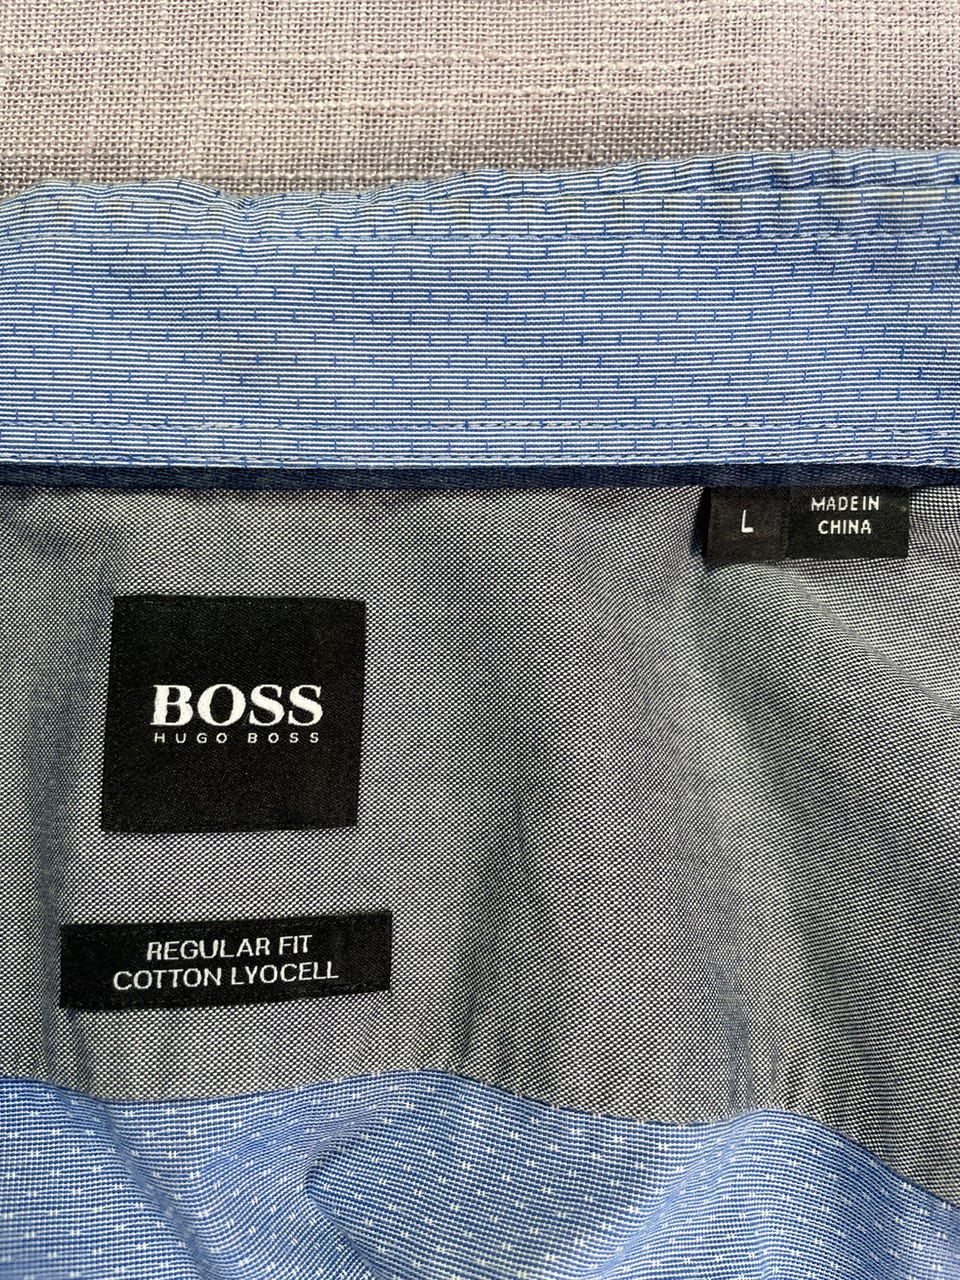 L
MADE IN
CHINA
BOSS
HUGO BOSS
REGULAR FIT
COTTON LYOCELL